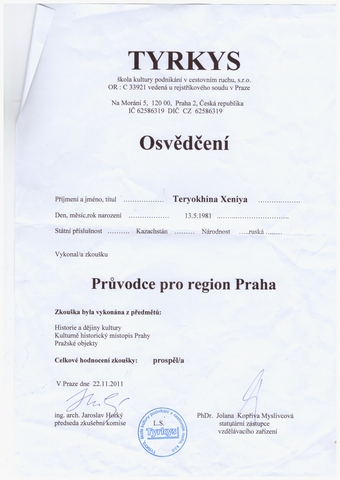 TYRKYS
škola kultury podnikání v cestovním ruchu, s.r.o.
OR : C 33921 vedená u rejstříkového soudu v Praze
Na Moráni 5, 120 00, Praha 2, Česká republika
IČ 62586319 DIČ CZ 62586319
Osvědčení
Příjmení a jméno, titul .................. Teryokhina Xeniya ...................
Den, měsíc,rok narození .................. 13.5.1981 ................................
Státní příslušnost .......... Kazachstán ......... Národnost .....ruská .........
Vykonal/a zkoušku
Průvodce pro region Praha
Zkouška byla vykonána z předmětů:
Historie a dějiny kultury
Kulturně historický místopis Prahy
Pražské objekty
Celkové hodnocení zkoušky: prospěl/a
V Praze dne 22.11.2011
ing. arch. Jaroslav Horký
předseda zkušební komise
L.S.
Tyrkys
PhDr. Jolana Kopřiva Myslivcová
statutární zástupce
vzdělávacího zařízení